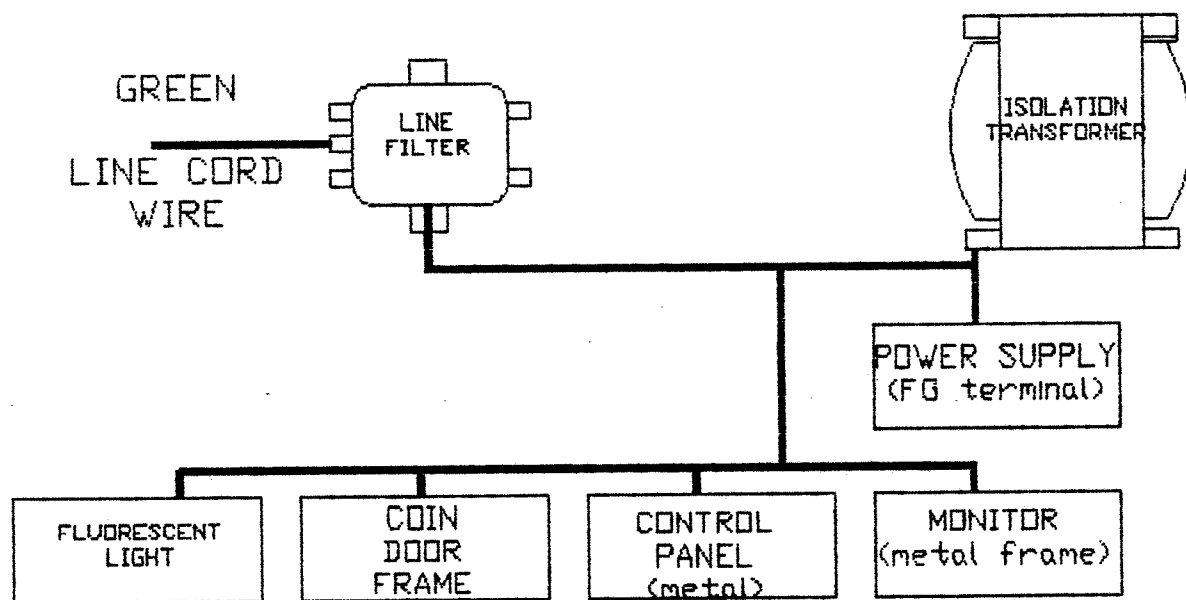 GREEN
LINE CORD
WIRE
LINE
FILTER
ISOLATION
TRANSFORMER
POWER SUPPLY
(FG terminal)
FLUORESCENT
LIGHT
COIN
DOOR
FRAME
CONTROL
PANEL
(metal)
MONITOR
(metal frame)